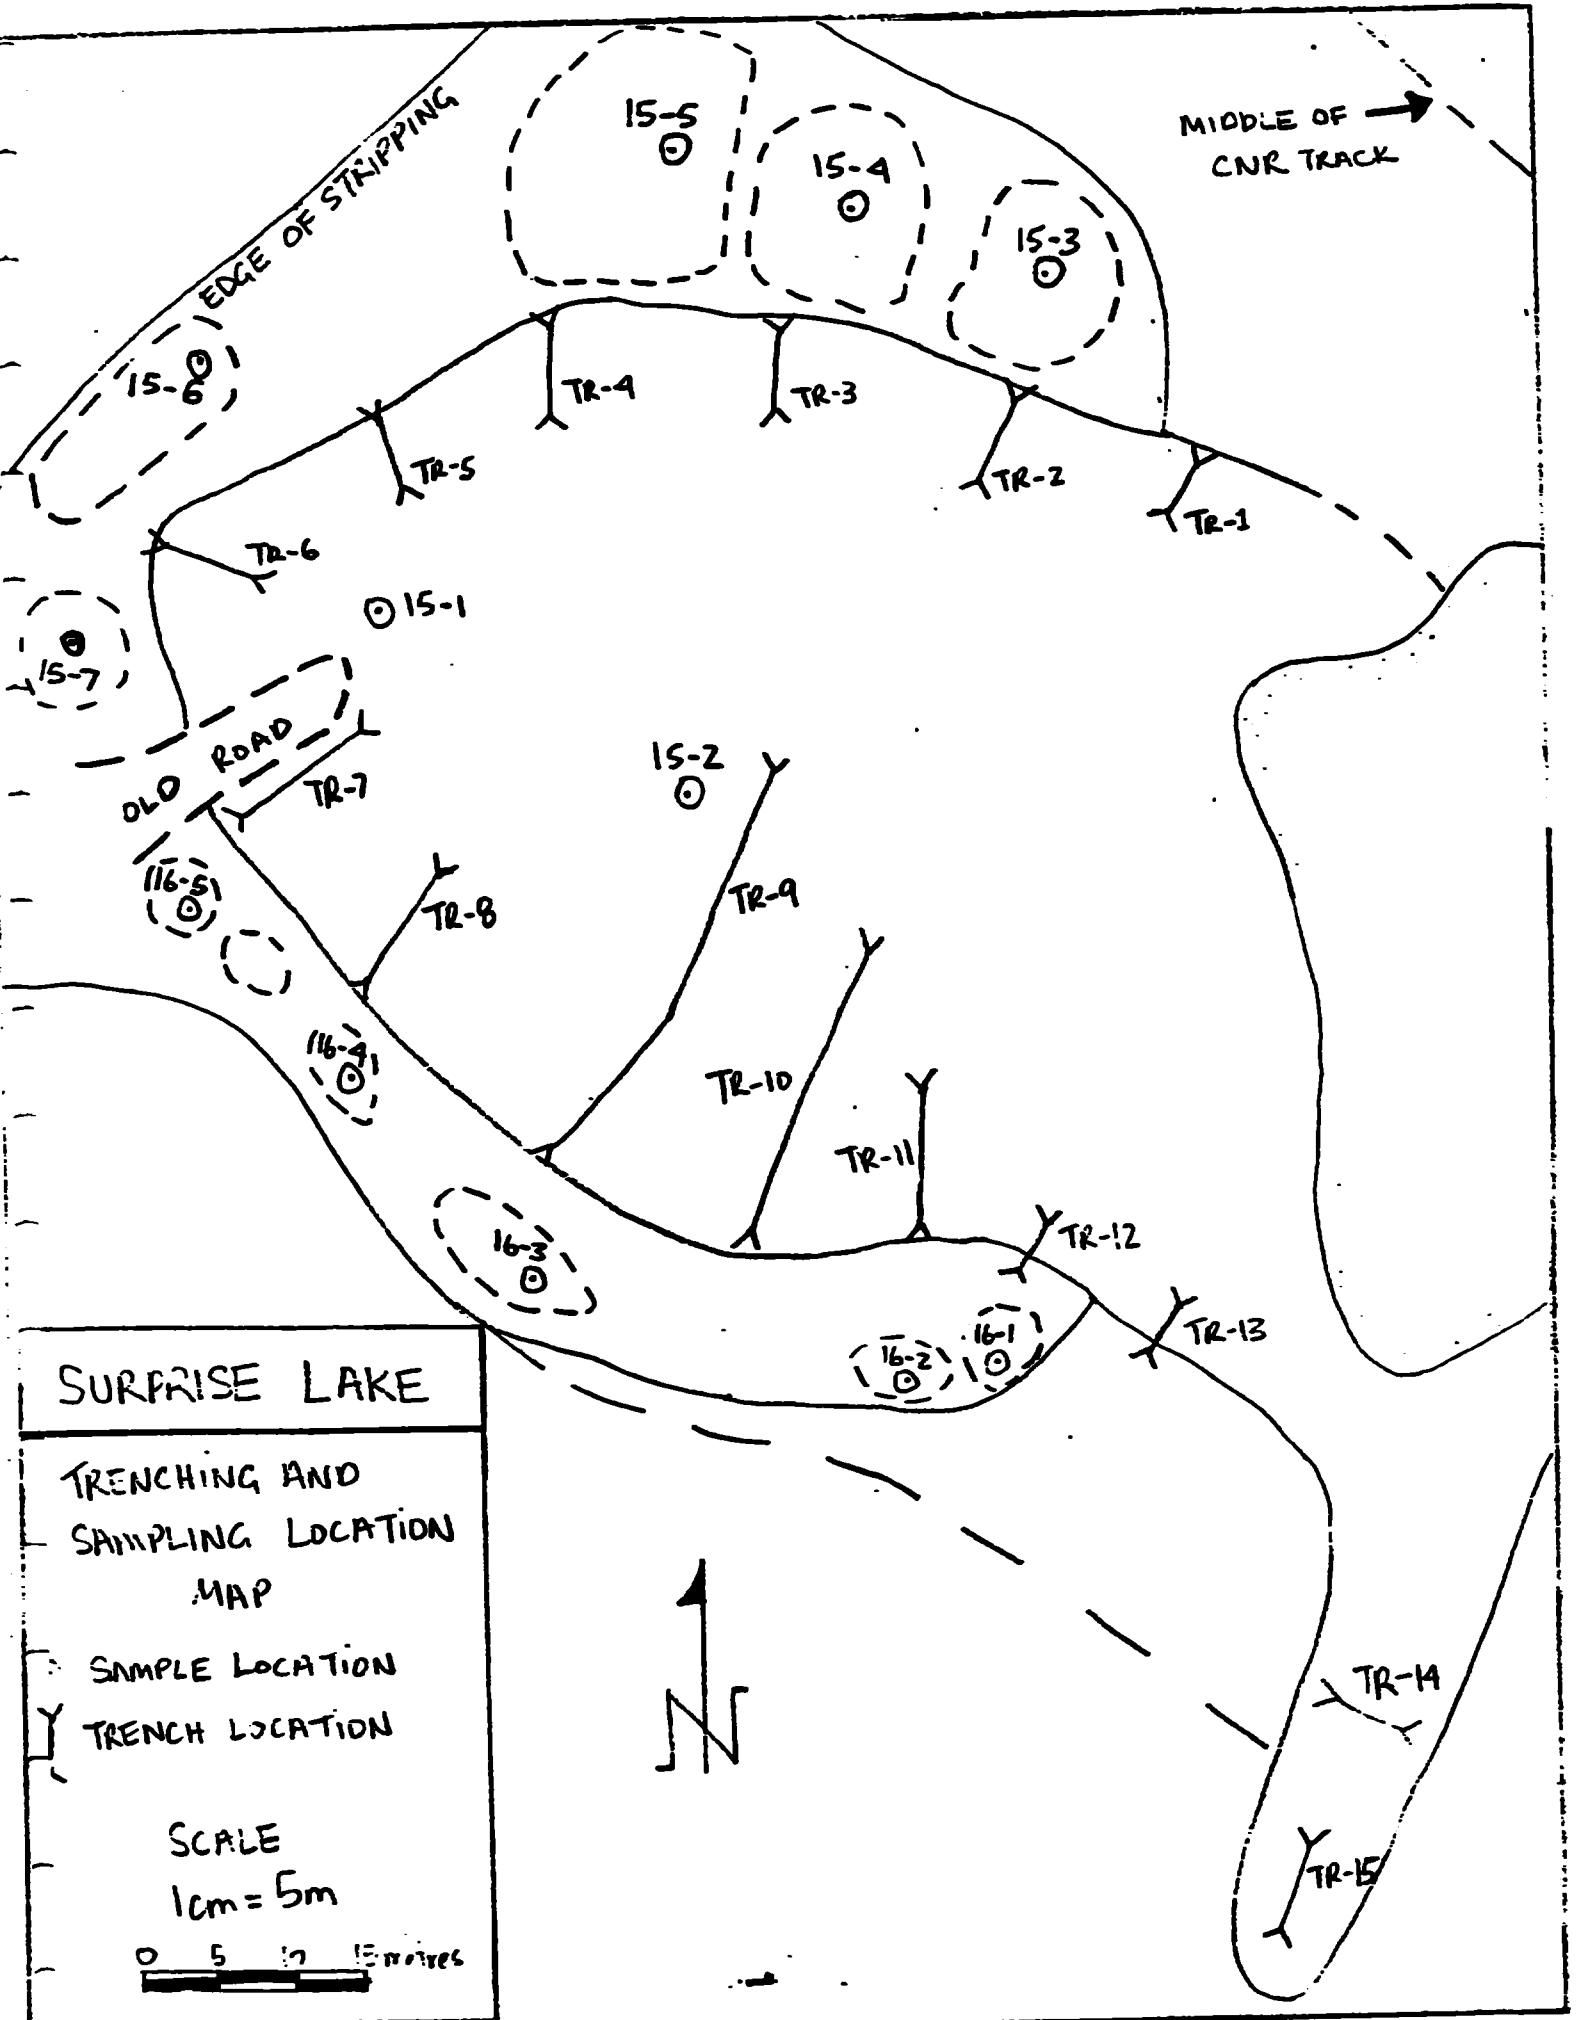 15-5
MIDDLE OF
CNR TRACK
15-4
15-3
EDGE OF STRIPPING
15-6
TR-4
TR-3
TR-5
TR-2
TR-1
TR-6
15-1
15-7
OLD ROAD
TR-7
15-2
16-5
TR-8
TR-9
16-4
TR-10
TR-11
16-3
TR-12
16-1
16-2
TR-13
SURPRISE LAKE
TRENCHING AND
SAMPLING LOCATION
MAP
SAMPLE LOCATION
TRENCH LOCATION
N
TR-14
TR-15
SCALE
1cm = 5m
0 5 10 15 metres